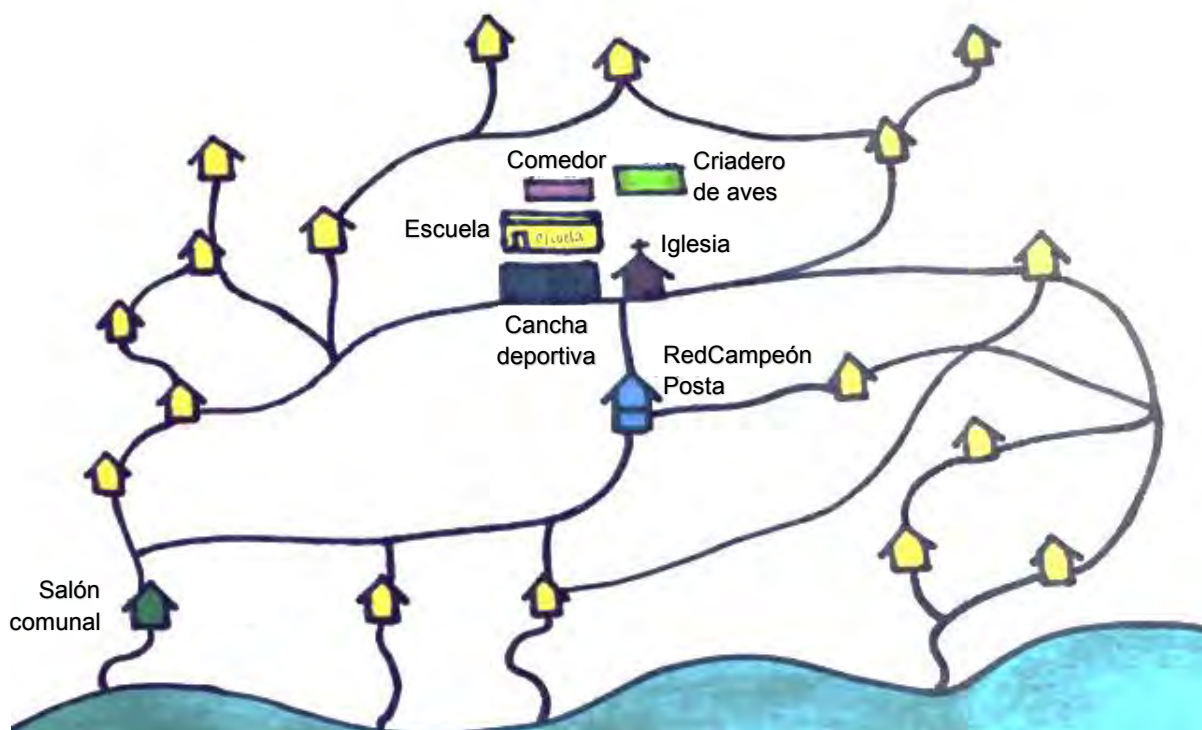 Comedor
Criadero
de aves
Escuela
escuela
Iglesia
Cancha
deportiva
RedCampeón
Posta
Salón
comunal